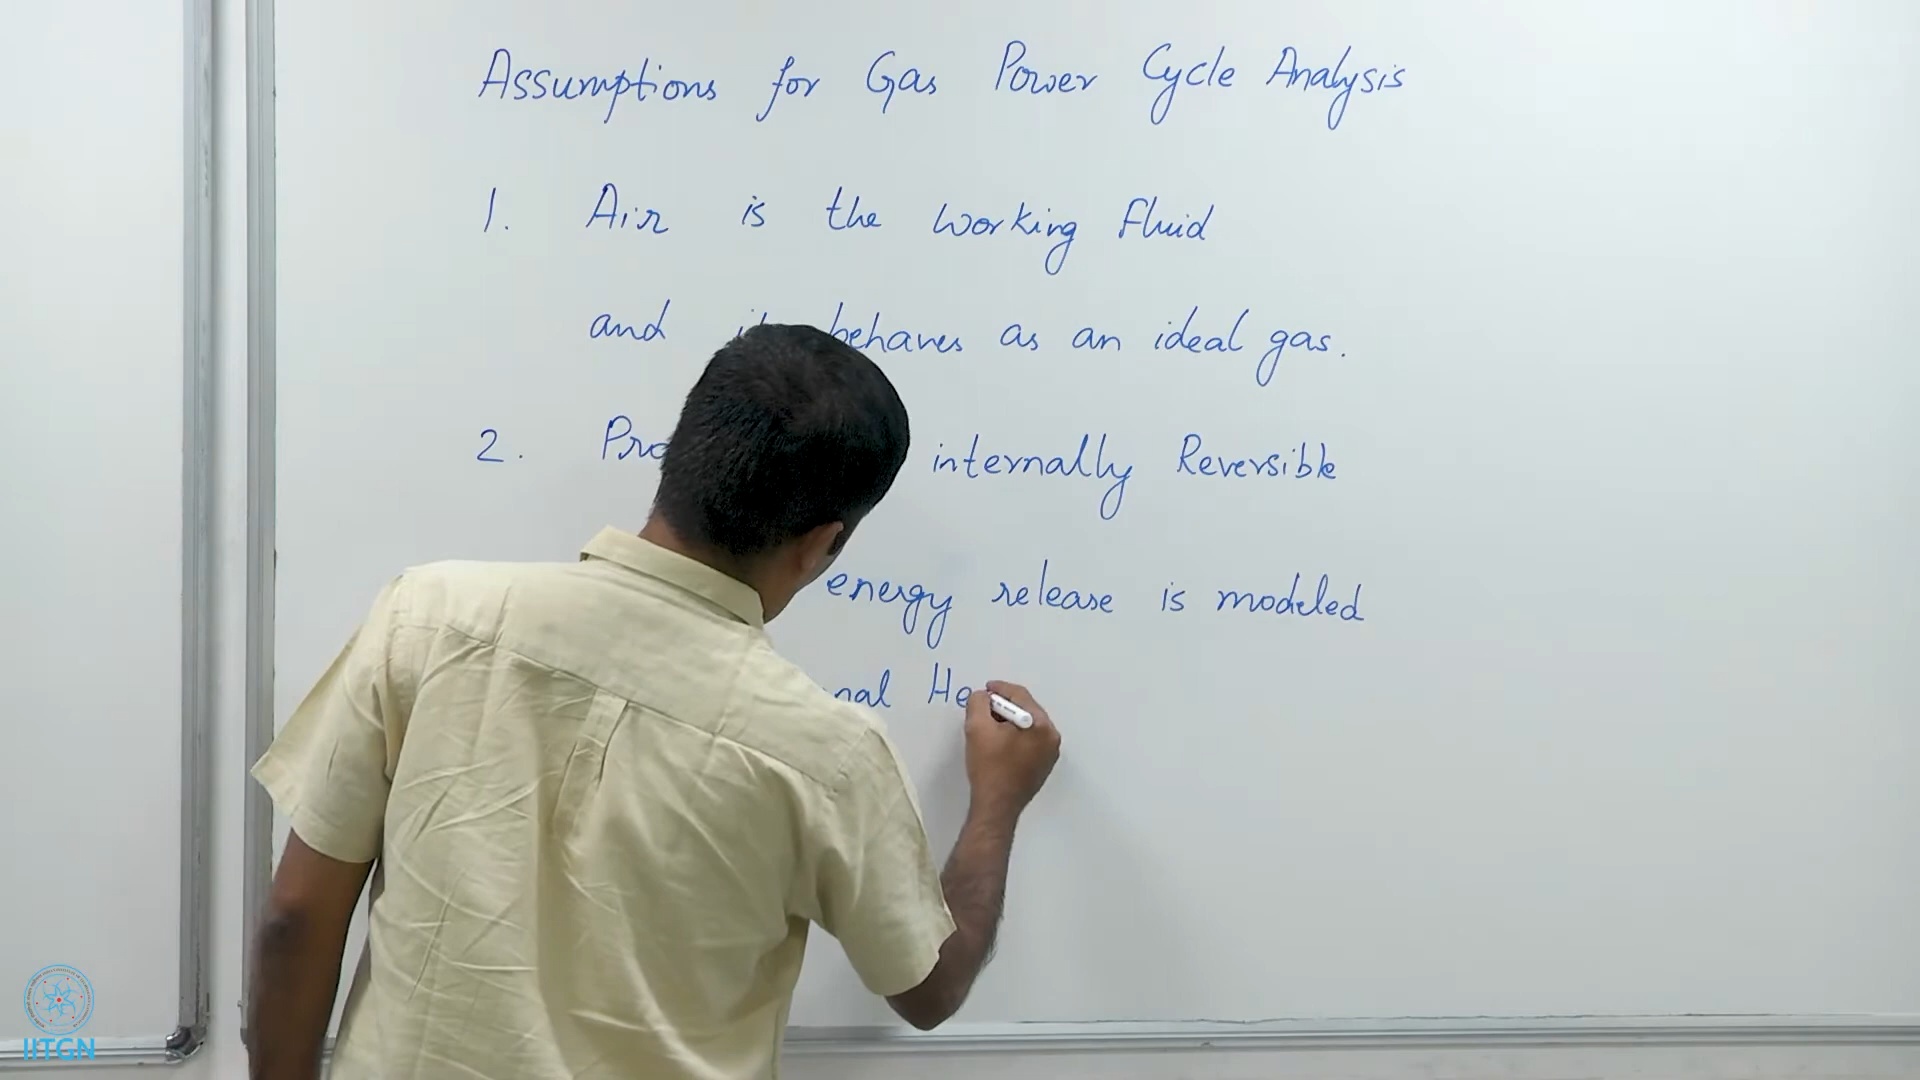 Assumptions for Gas Power Cycle Analysis
1. Air is the working fluid
and behaves as an ideal gas.
2. internally Reversible
energy release is modeled
IITGN